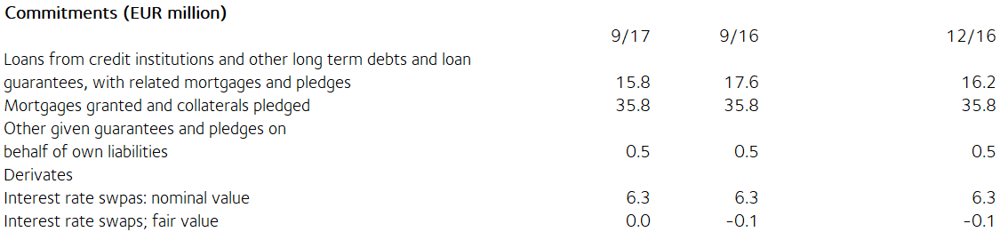 Commitments (EUR million)
9/17 9/16 12/16
Loans from credit institutions and other long term debts and loan
guarantees, with related mortgages and pledges 15.8 17.6 16.2
Mortgages granted and collaterals pledged 35.8 35.8 35.8
Other given guarantees and pledges on
behalf of own liabilities 0.5 0.5 0.5
Derivates
Interest rate swpas: nominal value 6.3 6.3 6.3
Interest rate swaps; fair value 0.0 -0.1 -0.1